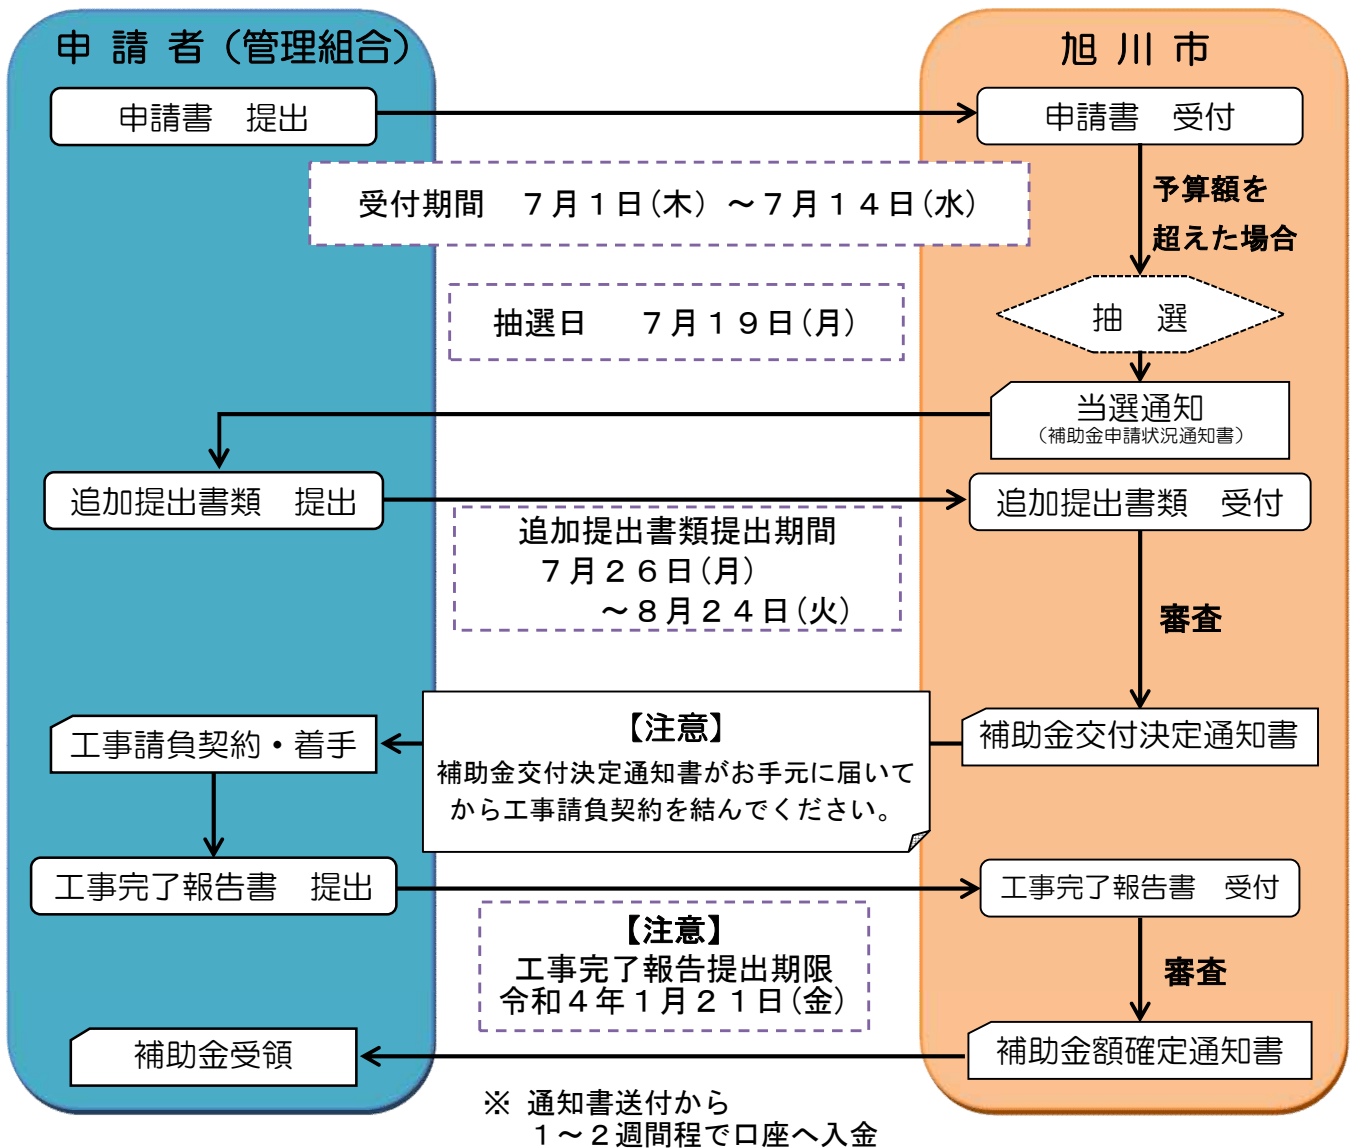 申 請 者（管理組合）
旭 川 市
申請書　提出
申請書　受付
受付期間　７月１日(木) ～７月１４日(水)
予算額を
超えた場合
抽選日　７月１９日(月)
抽　選
当選通知
（補助金申請状況通知書）
追加提出書類　提出
追加提出書類　受付
追加提出書類提出期間
７月２６日(月)
～８月２４日(火)
審査
工事請負契約・着手
【注意】
補助金交付決定通知書がお手元に届いて
から工事請負契約を結んでください。
補助金交付決定通知書
工事完了報告書　提出
工事完了報告書　受付
【注意】
工事完了報告提出期限
令和４年１月２１日(金)
審査
補助金受領
補助金額確定通知書
※ 通知書送付から
１～２週間程で口座へ入金